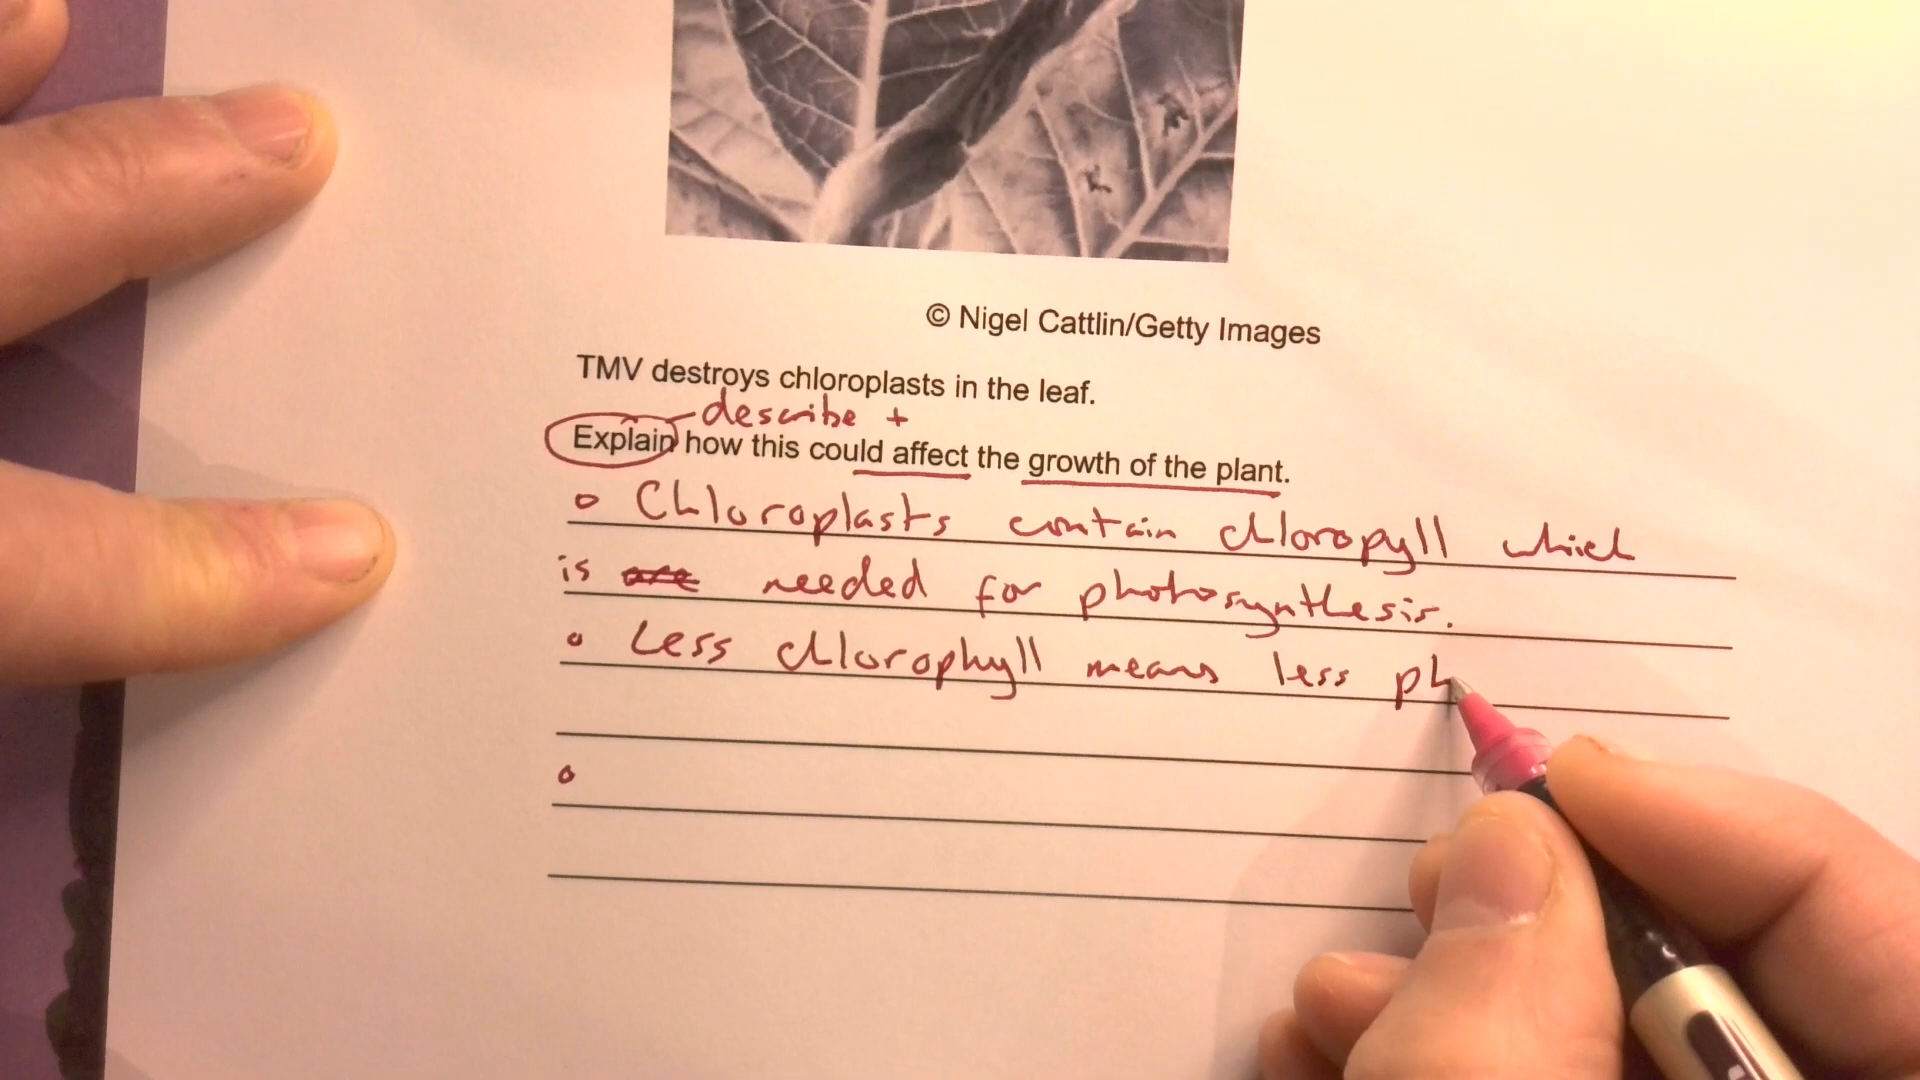 © Nigel Cattlin/Getty Images
TMV destroys chloroplasts in the leaf.
describe +
Explain how this could affect the growth of the plant.
o Chloroplasts contain chloropyll which
is are needed for photosynthesis.
o Less chlorophyll means less ph
o